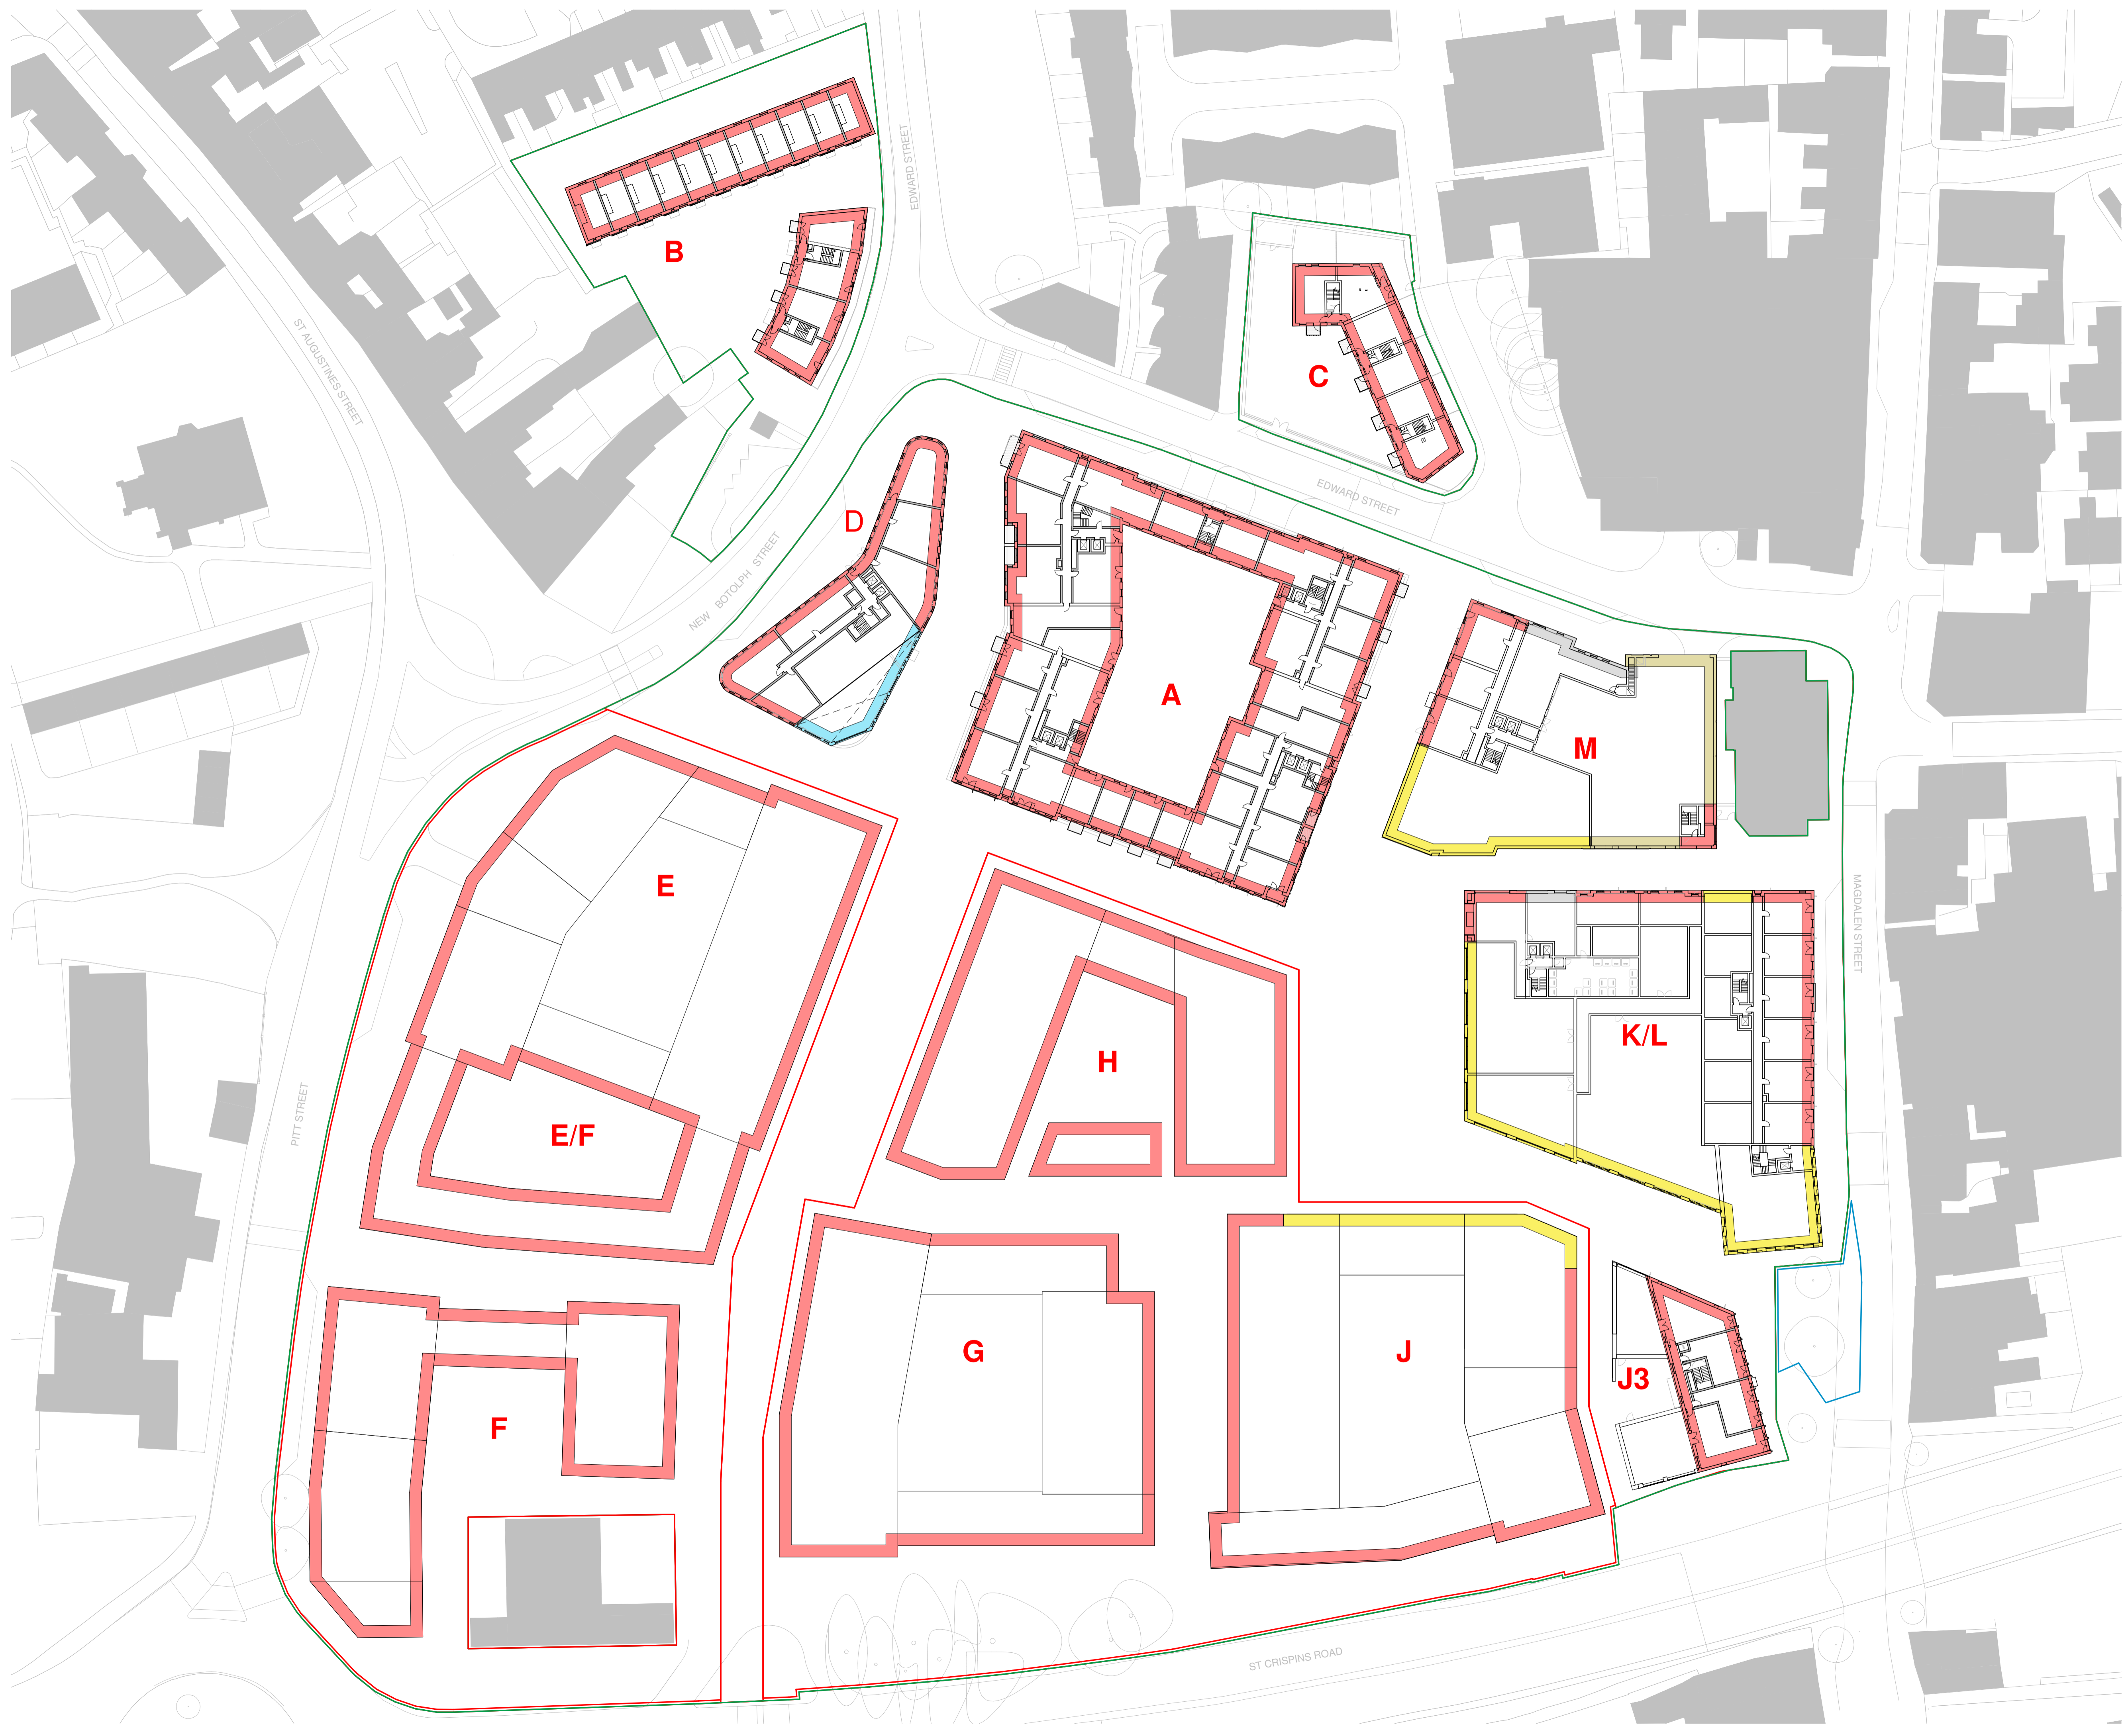 EDWARD STREET
B
ST AUGUSTINES STREET
C
EDWARD STREET
D
NEW BOTOLPH STREET
A
M
E
MAGDALEN STREET
K/L
H
PITT STREET
E/F
G
J
J3
F
ST CRISPINS ROAD